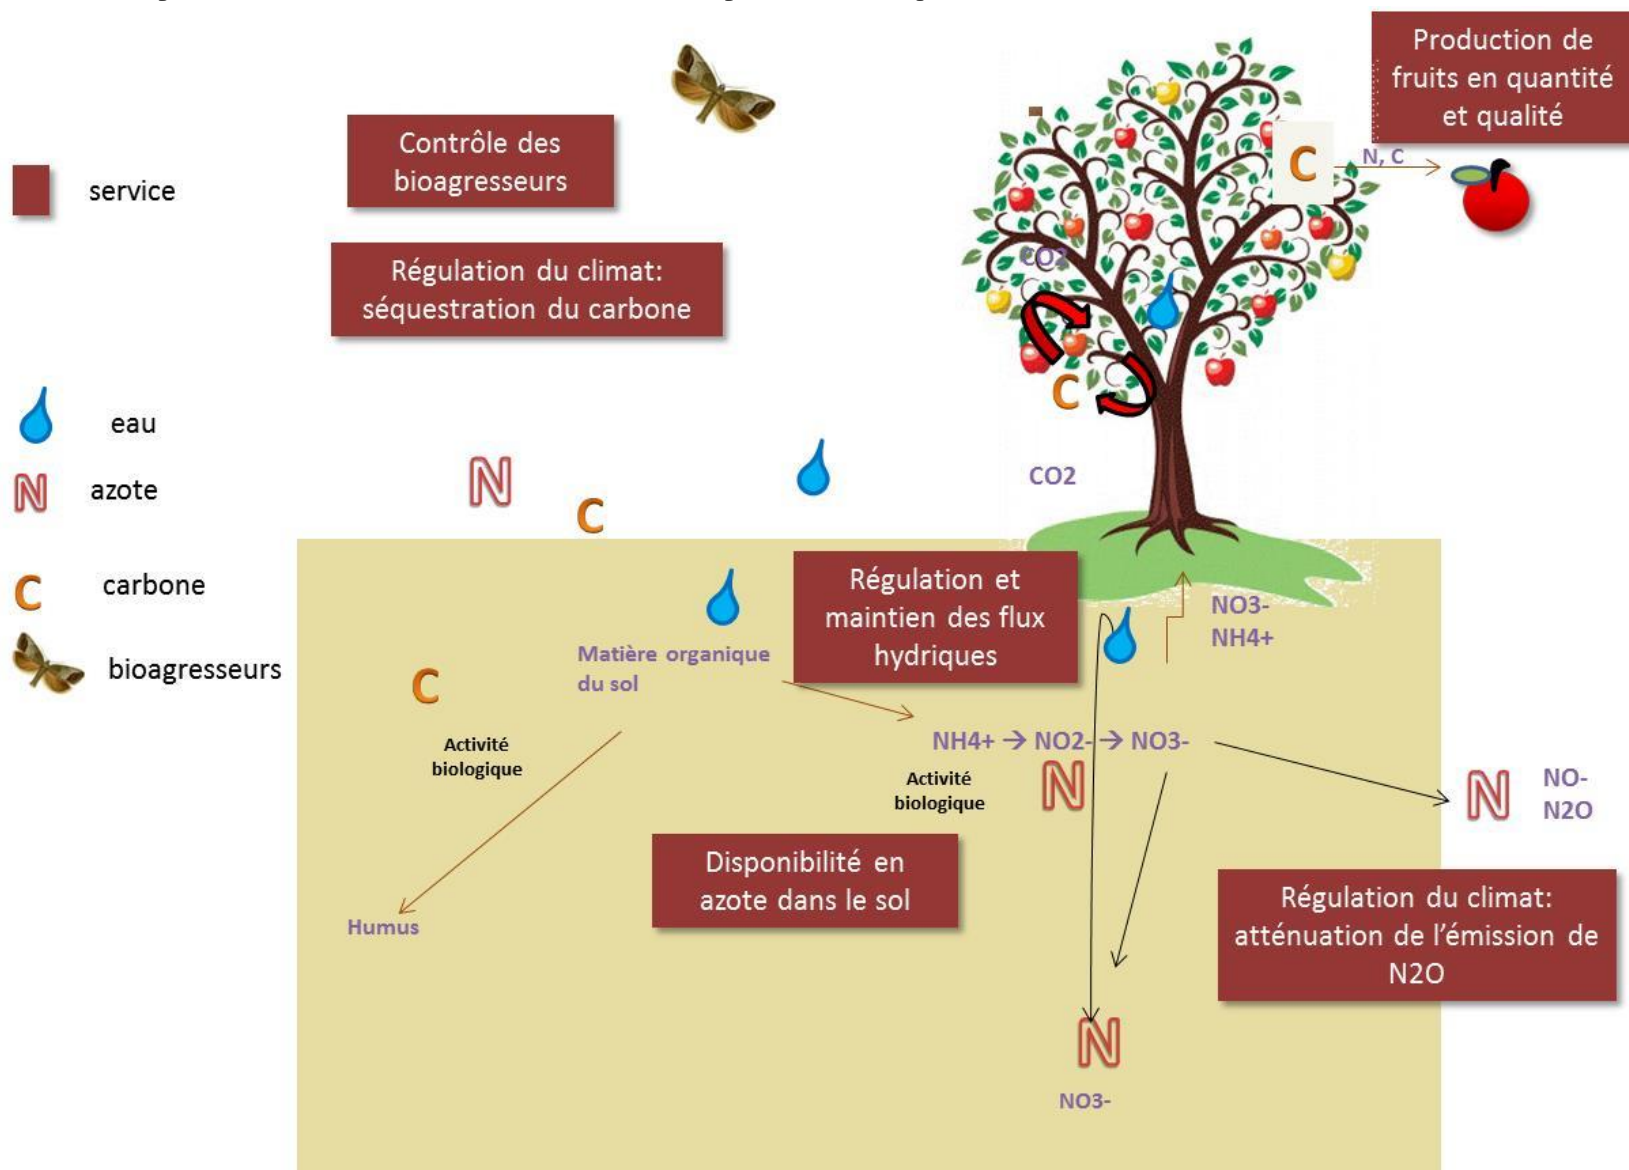 Production de
fruits en quantité
et qualité
Contrôle des
bioagresseurs
service
C
N, C
Régulation du climat:
séquestration du carbone
CO2
C
eau
N
azote
N
C
CO2
C
carbone
bioagresseurs
Régulation et
maintien des flux
hydriques
NO3-
NH4+
Matière organique
du sol
C
Activité
biologique
NH4+ → NO2- → NO3-
Activité
biologique
N
N
NO-
N2O
Disponibilité en
azote dans le sol
Régulation du climat:
atténuation de l'émission de
N2O
Humus
N
NO3-